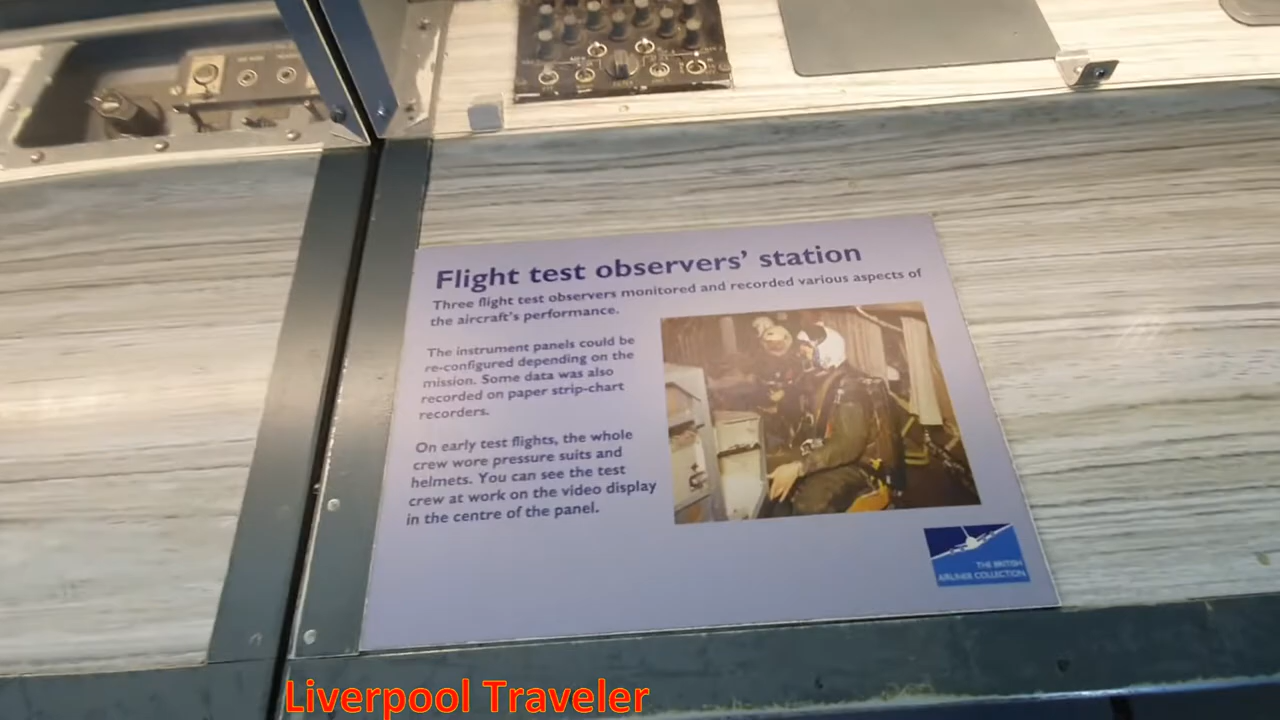 Flight test observers' station
Three flight test observers monitored and recorded various aspects of
the aircraft's performance.
The instrument panels could be
re-configured depending on the
mission. Some data was also
recorded on paper strip-chart
recorders.
On early test flights, the whole
crew wore pressure suits and
helmets. You can see the test
crew at work on the video display
in the centre of the panel.
THE BRITISH
AIRLINER COLLECTION
Liverpool Traveler